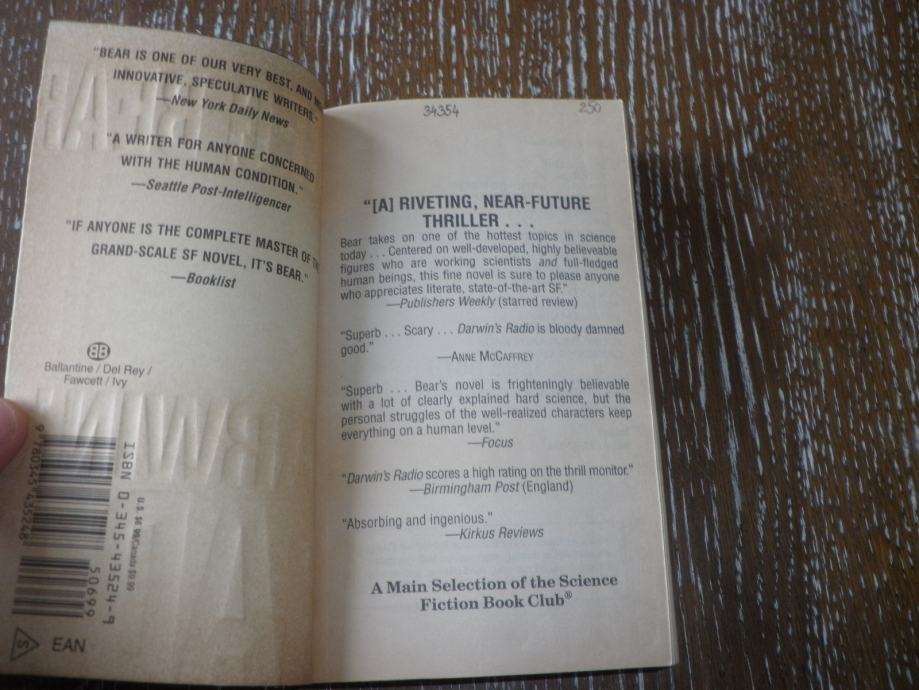 "BEAR IS ONE OF OUR VERY BEST, AND
INNOVATIVE, SPECULATIVE WRITERS."
—New York Daily News
"A WRITER FOR ANYONE CONCERNED
WITH THE HUMAN CONDITION."
—Seattle Post-Intelligencer
"IF ANYONE IS THE COMPLETE MASTER OF
GRAND-SCALE SF NOVEL, IT'S BEAR."
—Booklist
BB
Ballantine / Del Rey /
Fawcett / Ivy
ISBN 0-345-43524-9
50699
S
EAN
34354
250
"[A] RIVETING, NEAR-FUTURE
THRILLER . . .
Bear takes on one of the hottest topics in science
today . . . Centered on well-developed, highly believeable
figures who are working scientists and full-fledged
human beings, this fine novel is sure to please anyone
who appreciates literate, state-of-the-art SF."
—Publishers Weekly (starred review)
"Superb . . . Scary . . . Darwin's Radio is bloody damned
good."
—ANNE MCCAFFREY
"Superb . . . Bear's novel is frighteningly believable
with a lot of clearly explained hard science, but the
personal struggles of the well-realized characters keep
everything on a human level."
—Focus
"Darwin's Radio scores a high rating on the thrill monitor."
—Birmingham Post (England)
"Absorbing and ingenious."
—Kirkus Reviews
A Main Selection of the Science
Fiction Book Club®